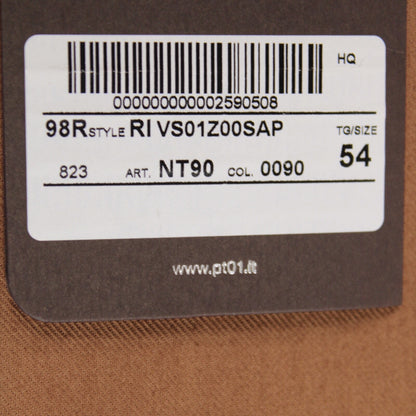 HQ
000000000002590508
98R STYLE RI VS01Z00SAP TG/SIZE
823 ART. NT90 COL. 0090 54
www.pt01.it